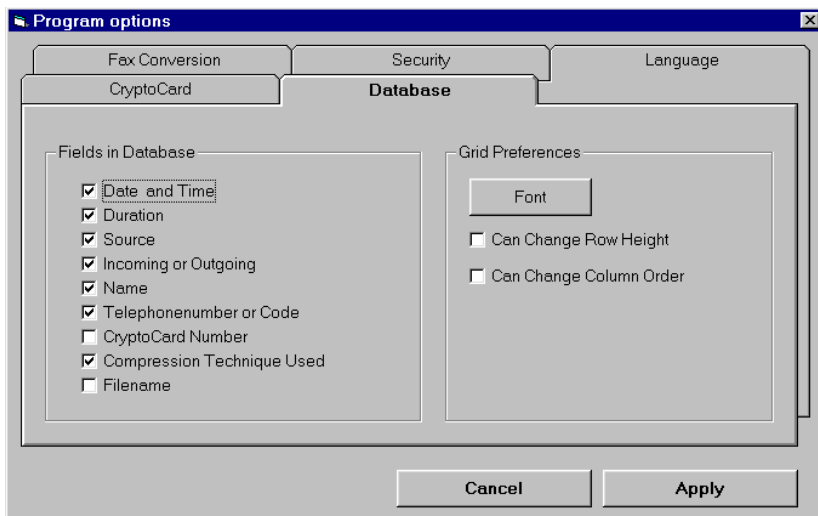 Program options
Fax Conversion
Security
Language
CryptoCard
Database
Fields in Database
Date and Time
Duration
Source
Incoming or Outgoing
Name
Telephonenumber or Code
CryptoCard Number
Compression Technique Used
Filename
Grid Preferences
Font
Can Change Row Height
Can Change Column Order
Cancel
Apply